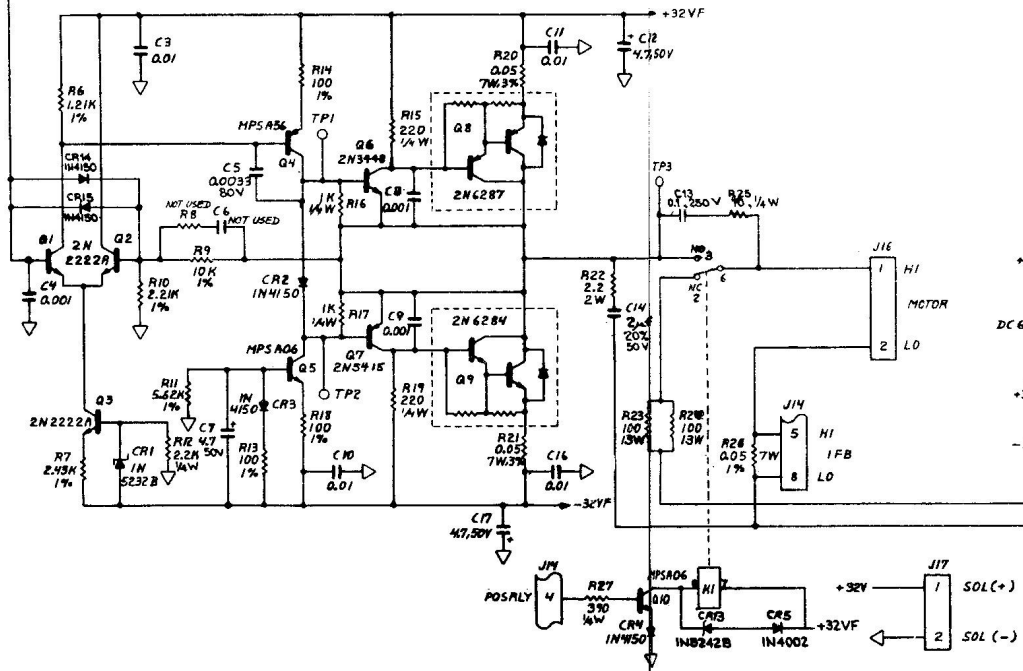 +32VF
C3
0.01
C11
0.01
C12
4.7,50V
+
R20
0.05
7W,3%
R14
100
1%
R6
1.21K
1%
MPSA56
TP1
Q4
Q6
2N3440
R15
220
1/4W
Q8
2N6287
CR14
1N4150
CR15
1N4150
C5
0.0033
80V
1K
1/4W
R16
C8
0.001
TP3
C13
0.1,250V
R25
10,1/4W
NOT USED
R8
C6
NOT USED
Q1
2N
2222A
Q2
R9
10K
1%
NO
3
6
NC
2
J16
1
HI
MOTOR
2
LO
C4
0.001
R10
2.21K
1%
CR2
1N4150
R22
2.2
2W
C14
20%
50V
1K
1/4W
R17
C9
0.001
2N6284
DC G
MPSA06
Q5
Q7
2N5415
Q9
R11
5.62K
1%
1N
4150
CR3
TP2
R19
220
1/4W
Q3
2N2222A
R18
100
1%
R23
100
13W
100
13W
J14
5
HI
IFB
8
LO
R26
0.05
1%
7W
R7
2.43K
1%
CR1
1N
5232B
R12
2.2K
1/4W
C7
4.7
50V
+
R13
100
1%
C10
0.01
R21
0.05
7W,3%
C16
0.01
-32VF
C17
4.7,50V
+
J14
4
POSRLY
R27
390
1/4W
MPSA06
Q10
K1
CR4
1N4150
CR13
1N8242B
CR5
1N4002
+32VF
+32V
J17
1
SOL(+)
2
SOL(-)